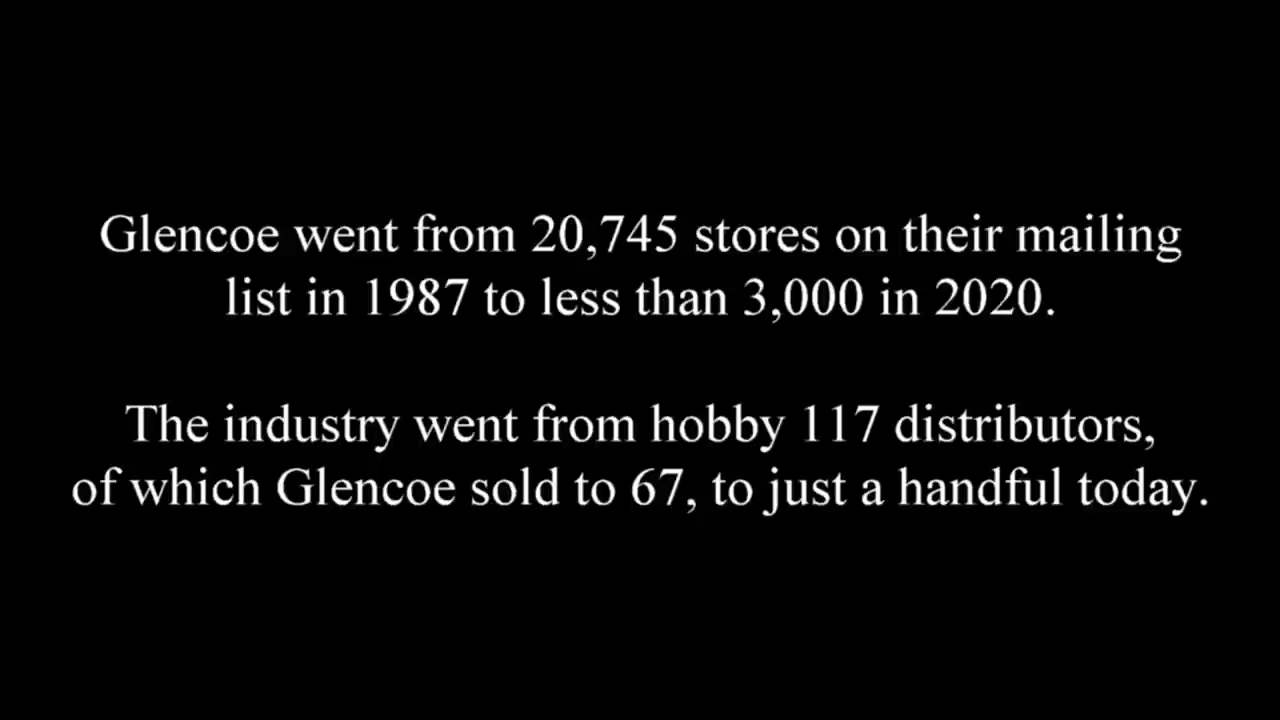 Glencoe went from 20,745 stores on their mailing
list in 1987 to less than 3,000 in 2020.
The industry went from hobby 117 distributors,
of which Glencoe sold to 67, to just a handful today.